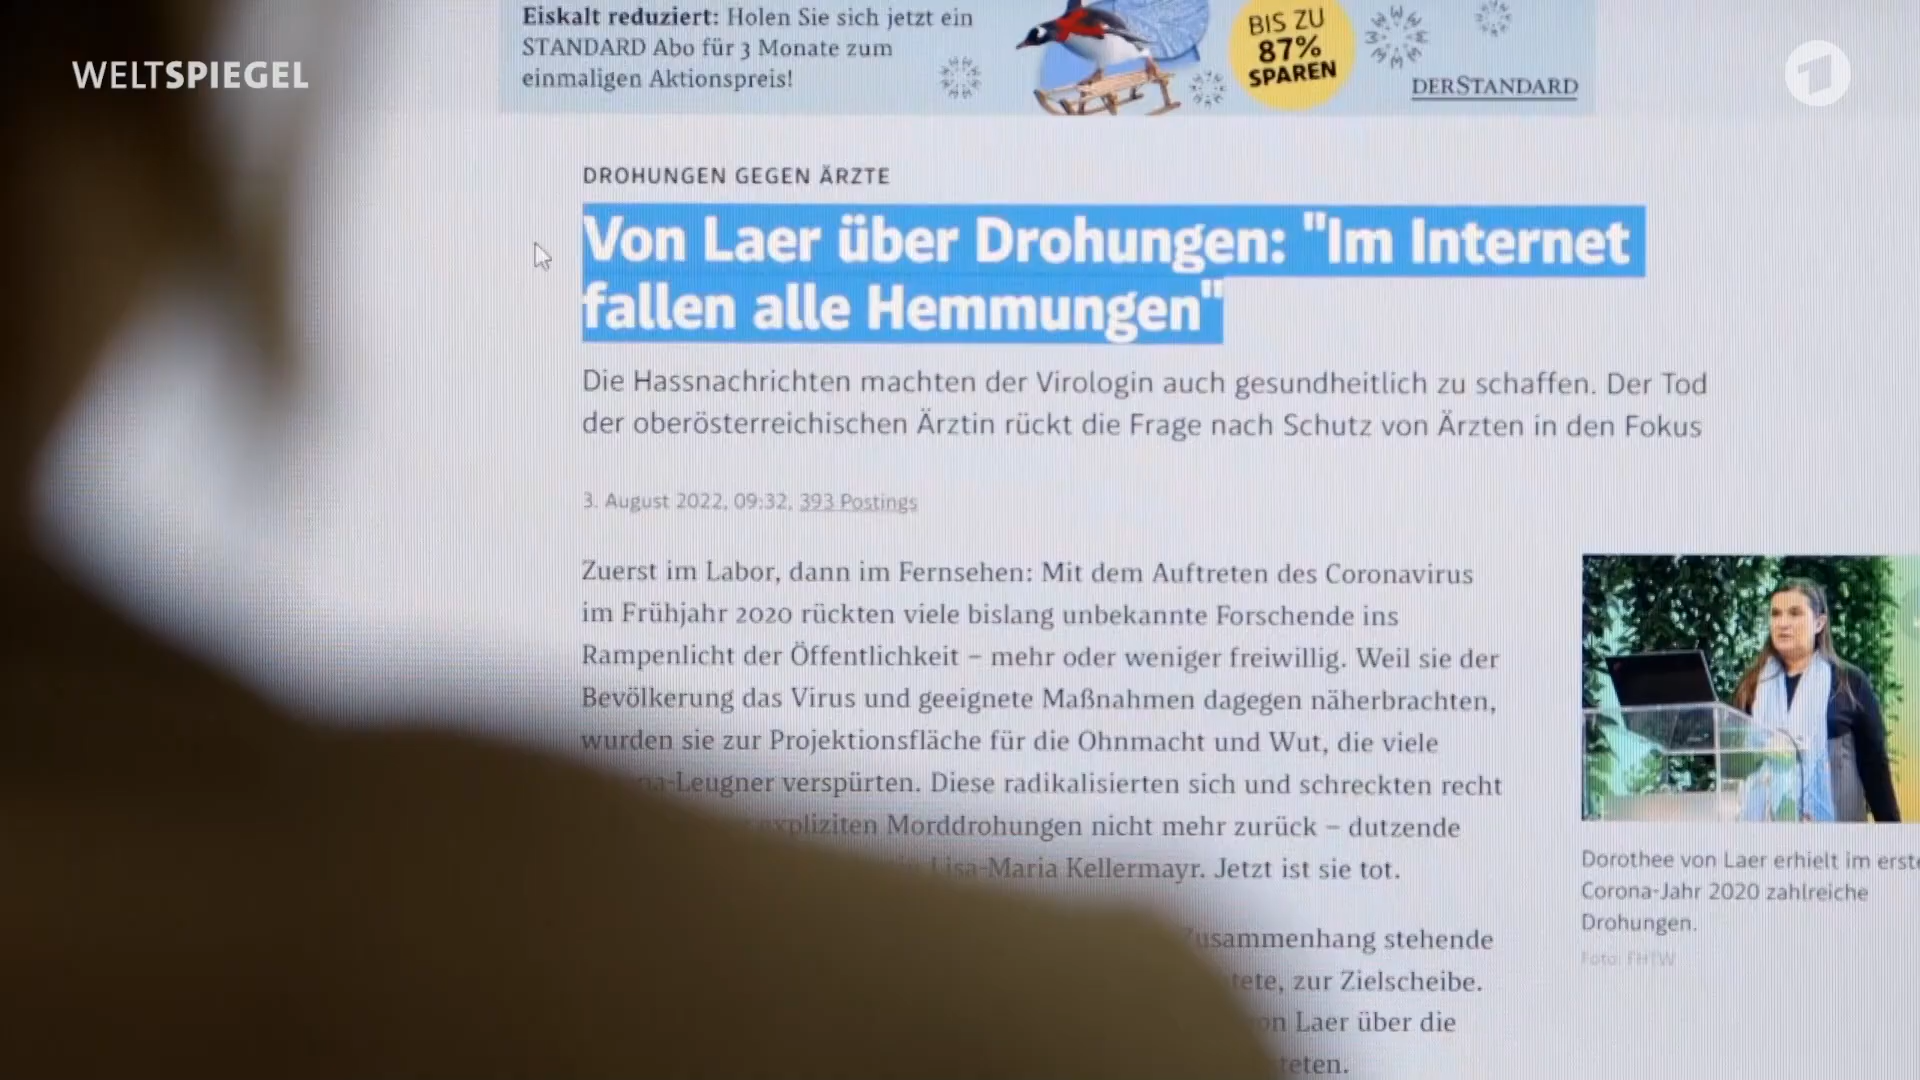 WELTSPIEGEL
Eiskalt reduziert: Holen Sie sich jetzt ein
STANDARD Abo für 3 Monate zum
einmaligen Aktionspreis!
BIS ZU
87%
SPAREN
DERSTANDARD
DROHUNGEN GEGEN ÄRZTE
Von Laer über Drohungen: "Im Internet
fallen alle Hemmungen"
Die Hassnachrichten machten der Virologin auch gesundheitlich zu schaffen. Der Tod
der oberösterreichischen Ärztin rückt die Frage nach Schutz von Ärzten in den Fokus
3. August 2022, 09:32, 393 Postings
Zuerst im Labor, dann im Fernsehen: Mit dem Auftreten des Coronavirus
im Frühjahr 2020 rückten viele bislang unbekannte Forschende ins
Rampenlicht der Öffentlichkeit – mehr oder weniger freiwillig. Weil sie der
Bevölkerung das Virus und geeignete Maßnahmen dagegen näherbrachten,
wurden sie zur Projektionsfläche für die Ohnmacht und Wut, die viele
-Leugner verspürten. Diese radikalisierten sich und schreckten recht
expliziten Morddrohungen nicht mehr zurück – dutzende
Lisa-Maria Kellermayr. Jetzt ist sie tot.
Zusammenhang stehende
zur Zielscheibe.
von Laer über die
Dorothee von Laer erhielt im
Corona-Jahr 2020 zahlreiche
Drohungen.
Foto: FHTW